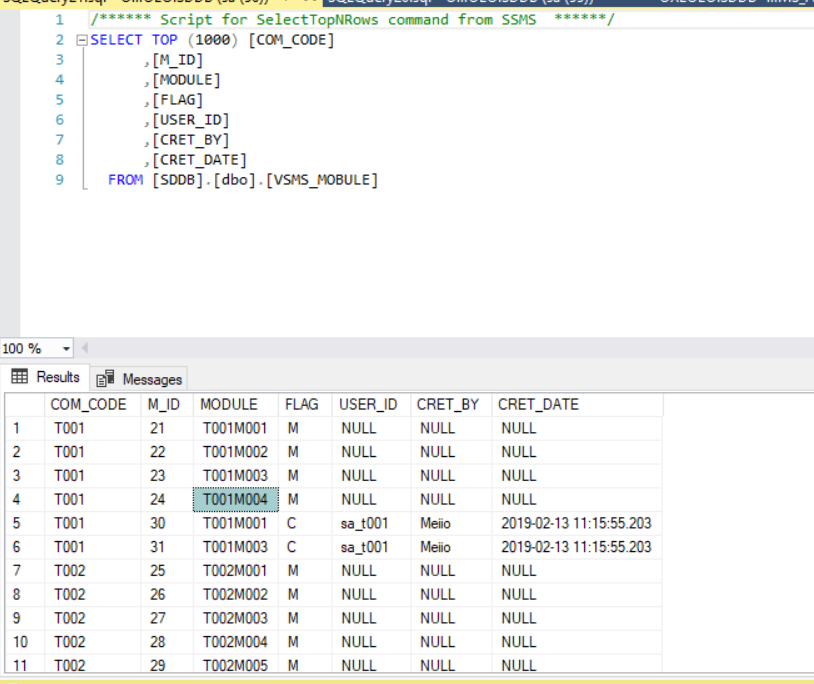 1 /****** Script for SelectTopNRows command from SSMS ******/
2 SELECT TOP (1000) [COM_CODE]
3 ,[M_ID]
4 ,[MODULE]
5 ,[FLAG]
6 ,[USER_ID]
7 ,[CRET_BY]
8 ,[CRET_DATE]
9 FROM [SDDB].[dbo].[VSMS_MOBULE]
100 %
Results Messages
COM_CODE M_ID MODULE FLAG USER_ID CRET_BY CRET_DATE
1 T001 21 T001M001 M NULL NULL NULL
2 T001 22 T001M002 M NULL NULL NULL
3 T001 23 T001M003 M NULL NULL NULL
4 T001 24 T001M004 M NULL NULL NULL
5 T001 30 T001M001 C sa_t001 Meiio 2019-02-13 11:15:55.203
6 T001 31 T001M003 C sa_t001 Meiio 2019-02-13 11:15:55.203
7 T002 25 T002M001 M NULL NULL NULL
8 T002 26 T002M002 M NULL NULL NULL
9 T002 27 T002M003 M NULL NULL NULL
10 T002 28 T002M004 M NULL NULL NULL
11 T002 29 T002M005 M NULL NULL NULL